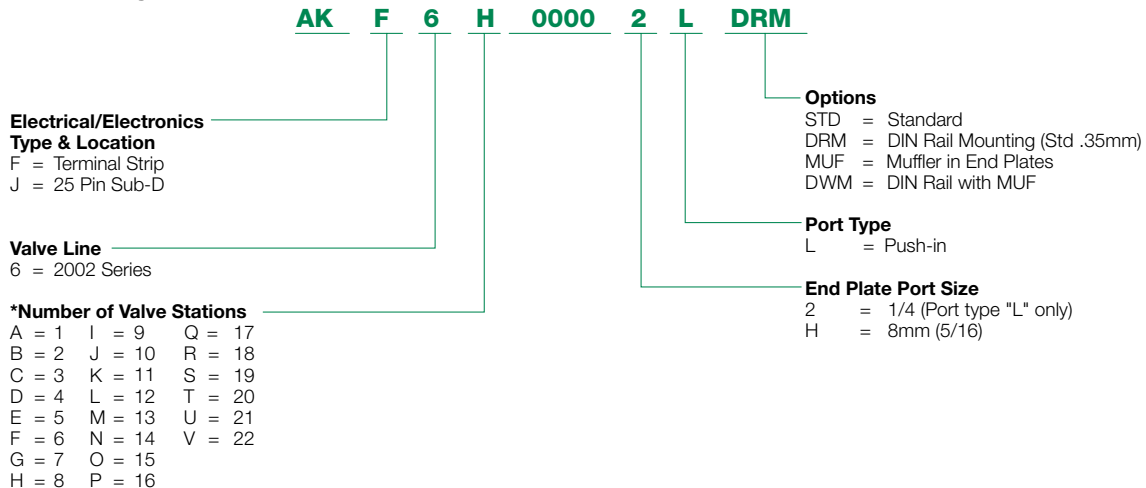 AK F 6 H 0000 2 L DRM
Electrical/Electronics
Type & Location
F = Terminal Strip
J = 25 Pin Sub-D
Valve Line
6 = 2002 Series
*Number of Valve Stations
A = 1 I = 9 Q = 17
B = 2 J = 10 R = 18
C = 3 K = 11 S = 19
D = 4 L = 12 T = 20
E = 5 M = 13 U = 21
F = 6 N = 14 V = 22
G = 7 O = 15
H = 8 P = 16
Options
STD = Standard
DRM = DIN Rail Mounting (Std .35mm)
MUF = Muffler in End Plates
DWM = DIN Rail with MUF
Port Type
L = Push-in
End Plate Port Size
2 = 1/4 (Port type "L" only)
H = 8mm (5/16)